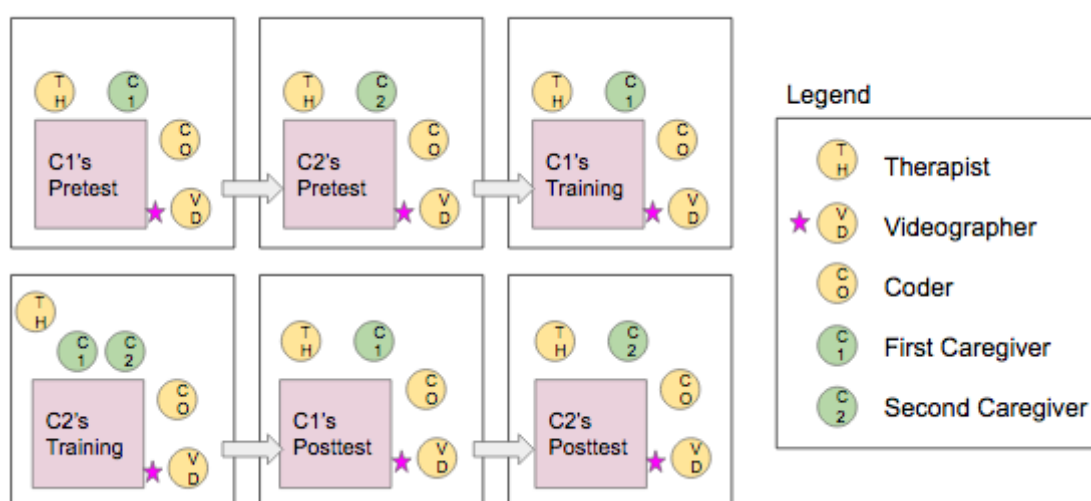 T
H
C
1
C
O
C1's
Pretest
V
D
T
H
C
2
C
O
C2's
Pretest
V
D
T
H
C
1
C
O
C1's
Training
V
D
Legend
T
H
Therapist
V
D
Videographer
C
O
Coder
C
1
First Caregiver
C
2
Second Caregiver
T
H
C
1
C
2
C
O
C2's
Training
V
D
T
H
C
1
C
O
C1's
Posttest
V
D
T
H
C
2
C
O
C2's
Posttest
V
D